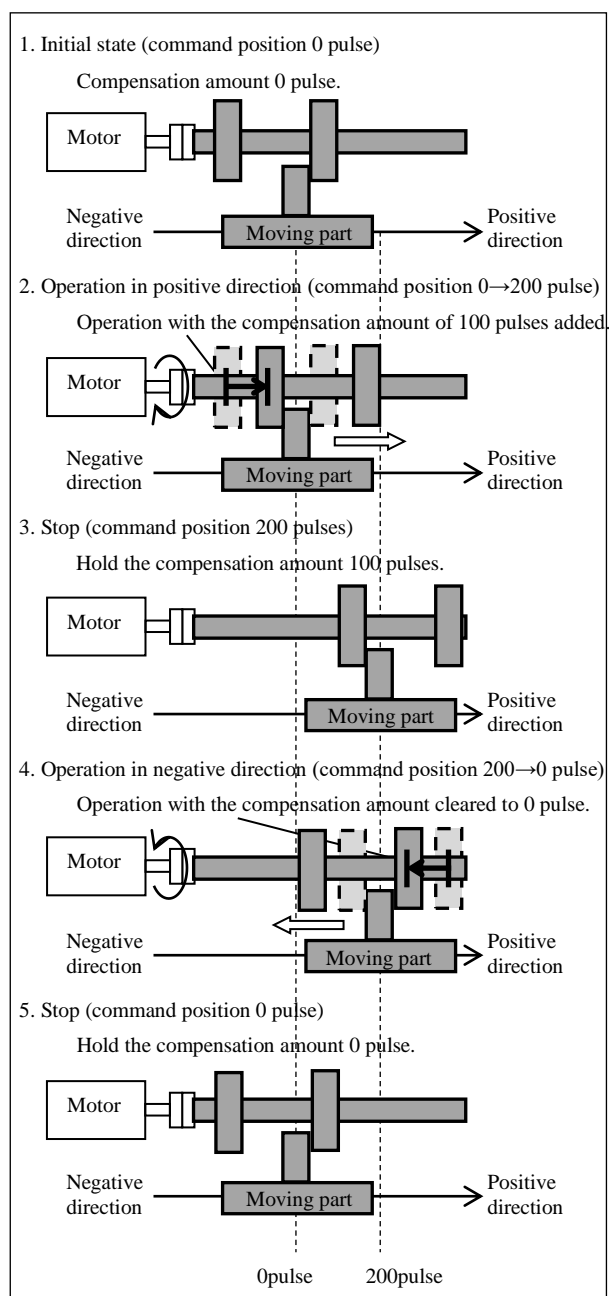 1. Initial state (command position 0 pulse)
Compensation amount 0 pulse.
Motor
Negative direction
Moving part
Positive direction
2. Operation in positive direction (command position 0→200 pulse)
Operation with the compensation amount of 100 pulses added.
Motor
Negative direction
Moving part
Positive direction
3. Stop (command position 200 pulses)
Hold the compensation amount 100 pulses.
Motor
Negative direction
Moving part
Positive direction
4. Operation in negative direction (command position 200→0 pulse)
Operation with the compensation amount cleared to 0 pulse.
Motor
Negative direction
Moving part
Positive direction
5. Stop (command position 0 pulse)
Hold the compensation amount 0 pulse.
Motor
Negative direction
Moving part
Positive direction
0pulse 200pulse